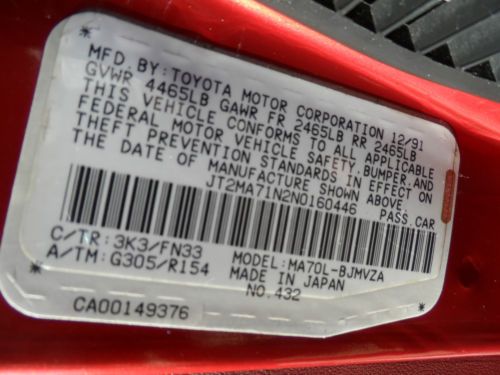 MFD. BY: TOYOTA MOTOR CORPORATION 12/91
GVWR 4465LB GAWR FR 2465LB RR 2465LB
THIS VEHICLE CONFORMS TO ALL APPLICABLE
FEDERAL MOTOR VEHICLE SAFETY, BUMPER, AND
THEFT PREVENTION STANDARDS IN EFFECT ON
THE DATE OF MANUFACTURE SHOWN ABOVE.
JT2MA71N2N0160446 PASS. CAR
C/TR: 3K3/FN33 MODEL: MA70L-BJMVZA
A/TM: G305/R154 MADE IN JAPAN
NO. 432
CA00149376